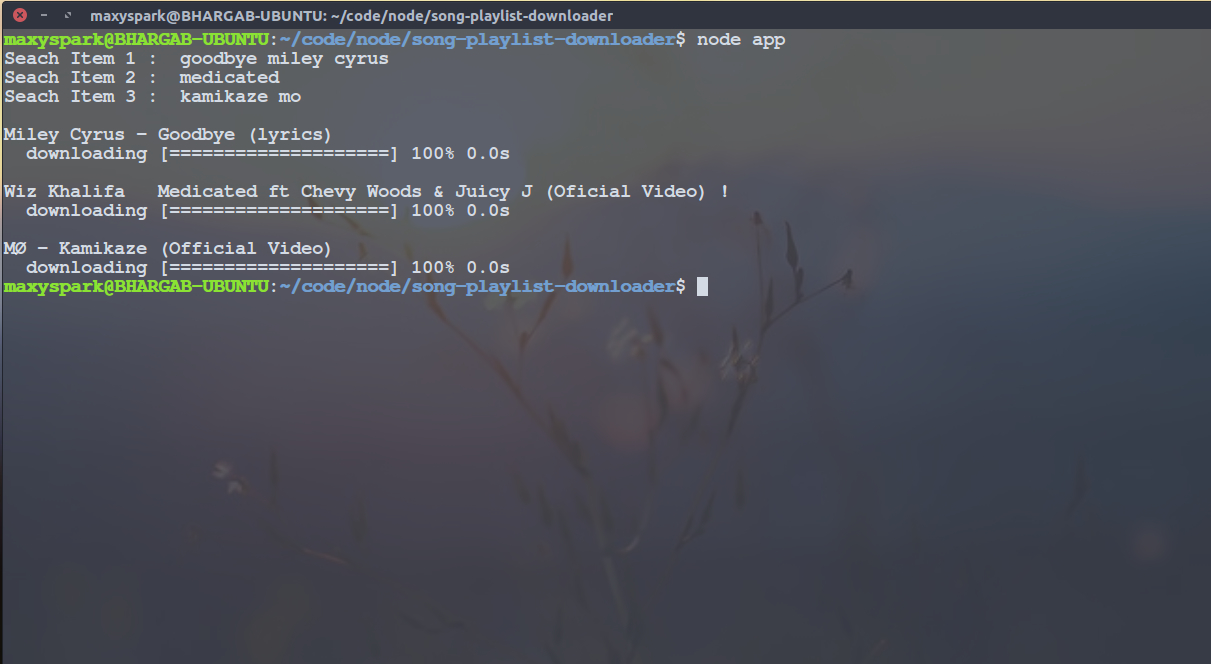 maxyspark@BHARGAB-UBUNTU: ~/code/node/song-playlist-downloader
maxyspark@BHARGAB-UBUNTU:~/code/node/song-playlist-downloader$ node app
Seach Item 1 :  goodbye miley cyrus
Seach Item 2 :  medicated
Seach Item 3 :  kamikaze mo
Miley Cyrus - Goodbye (lyrics)
  downloading [====================] 100% 0.0s
Wiz Khalifa   Medicated ft Chevy Woods & Juicy J (Oficial Video) !
  downloading [====================] 100% 0.0s
MØ - Kamikaze (Official Video)
  downloading [====================] 100% 0.0s
maxyspark@BHARGAB-UBUNTU:~/code/node/song-playlist-downloader$